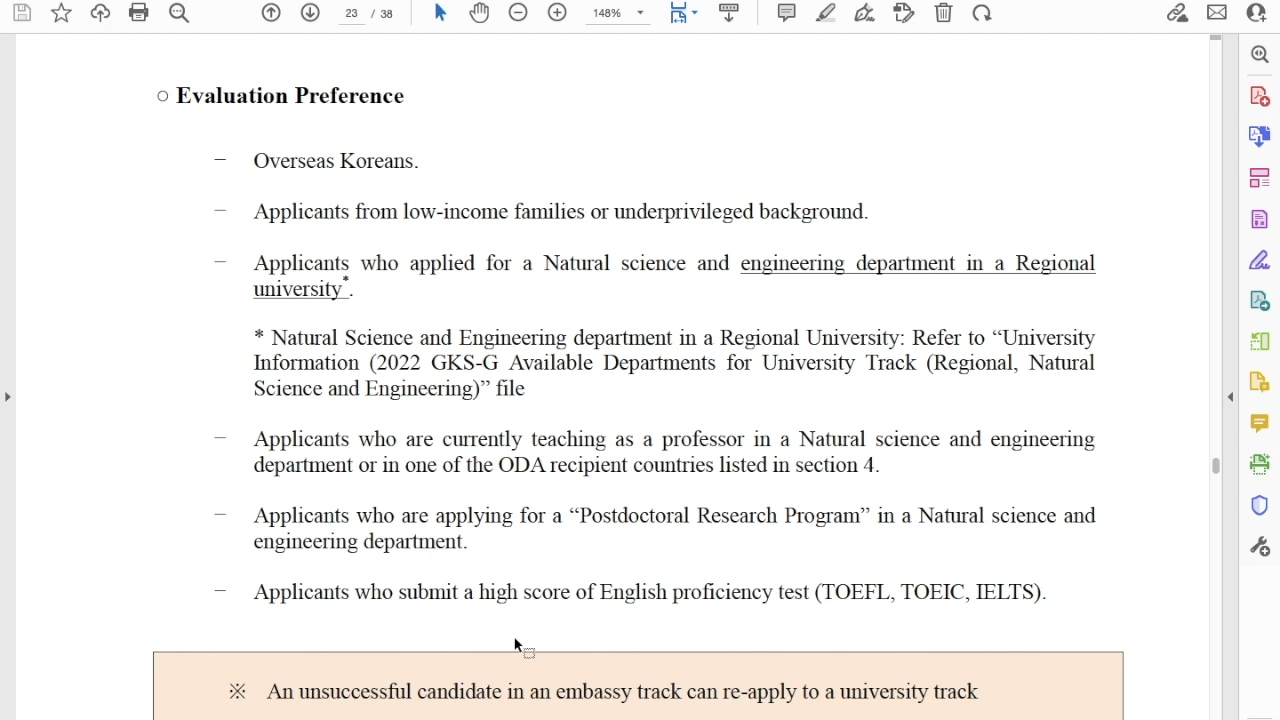 23 / 38 148%
○ Evaluation Preference
– Overseas Koreans.
– Applicants from low-income families or underprivileged background.
– Applicants who applied for a Natural science and engineering department in a Regional
university*.
* Natural Science and Engineering department in a Regional University: Refer to “University
Information (2022 GKS-G Available Departments for University Track (Regional, Natural
Science and Engineering)” file
– Applicants who are currently teaching as a professor in a Natural science and engineering
department or in one of the ODA recipient countries listed in section 4.
– Applicants who are applying for a “Postdoctoral Research Program” in a Natural science and
engineering department.
– Applicants who submit a high score of English proficiency test (TOEFL, TOEIC, IELTS).
※ An unsuccessful candidate in an embassy track can re-apply to a university track